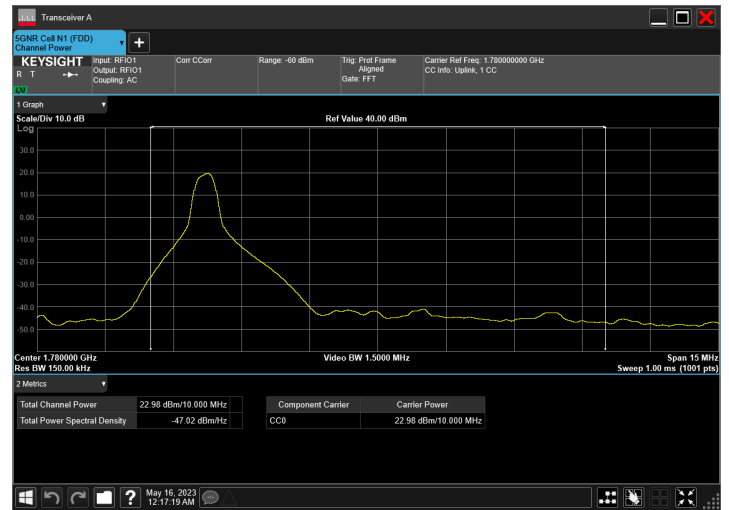 Transceiver A
5GNR Cell N1 (FDD)
Channel Power
KEYSIGHT
R T
LXI
Input: RFIO1
Output: RFIO1
Coupling: AC
Corr CCorr
Range: -60 dBm
Trig: Prot Frame
Aligned
Gate: FFT
Carrier Ref Freq: 1.780000000 GHz
CC Info: Uplink, 1 CC
1 Graph
Scale/Div 10.0 dB
Ref Value 40.00 dBm
Log
30.0
20.0
10.0
0.00
-10.0
-20.0
-30.0
-40.0
-50.0
Center 1.780000 GHz
Video BW 1.5000 MHz
Span 15 MHz
Res BW 150.00 kHz
Sweep 1.00 ms (1001 pts)
2 Metrics
Total Channel Power 22.98 dBm/10.000 MHz
Total Power Spectral Density -47.02 dBm/Hz
Component Carrier Carrier Power
CC0 22.98 dBm/10.000 MHz
?
May 16, 2023
12:17:19 AM